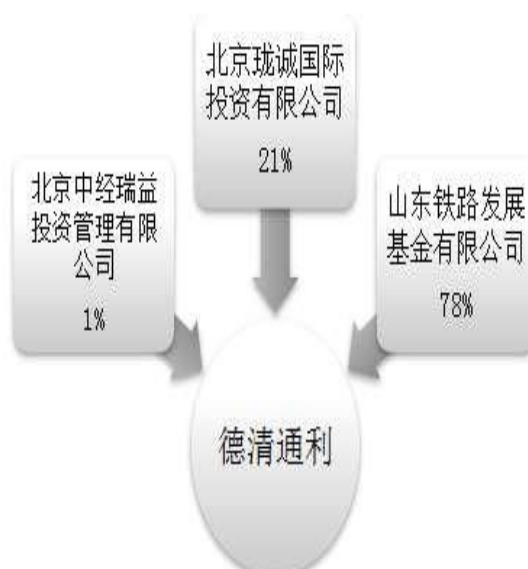 北京珑诚国际
投资有限公司
21%
北京中经瑞益
投资管理有限
公司
1%
山东铁路发展
基金有限公司
78%
德清通利